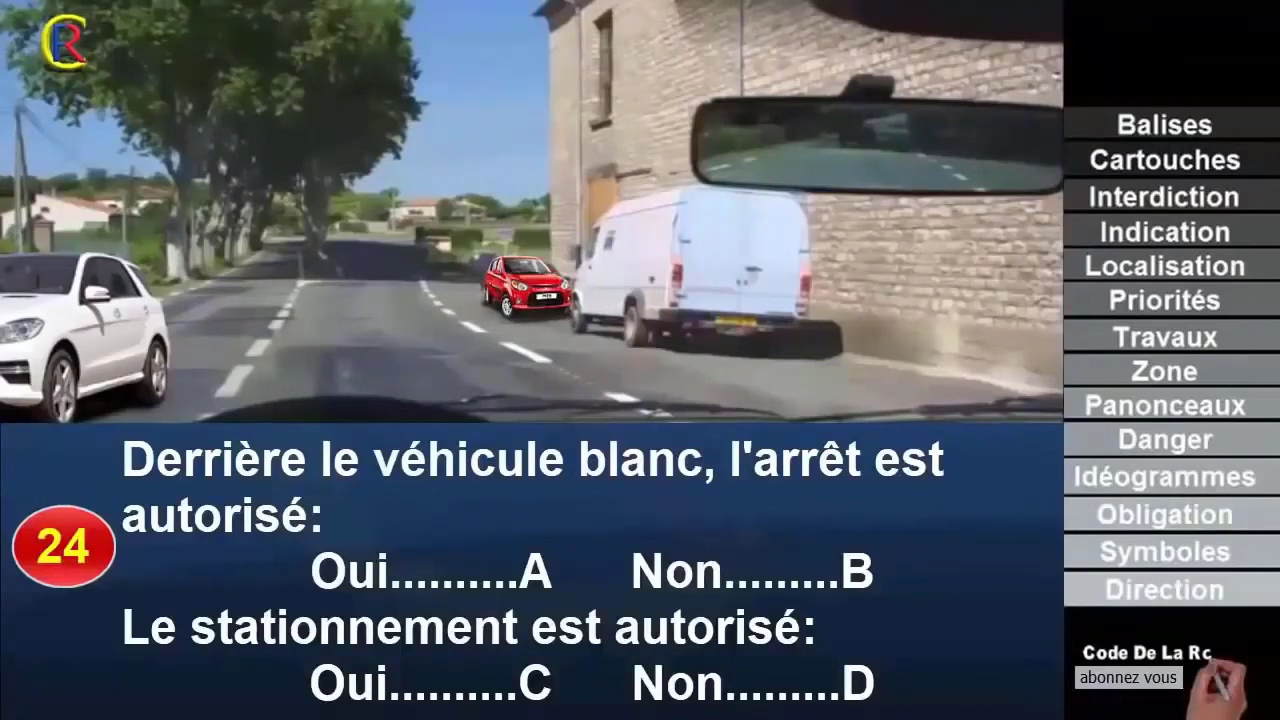 CR
Derrière le véhicule blanc, l'arrêt est
autorisé:
24
Oui..........A Non.........B
Le stationnement est autorisé:
Oui..........C Non.........D
Balises
Cartouches
Interdiction
Indication
Localisation
Priorités
Travaux
Zone
Panonceaux
Danger
Idéogrammes
Obligation
Symboles
Direction
Code De La Rc
abonnez vous